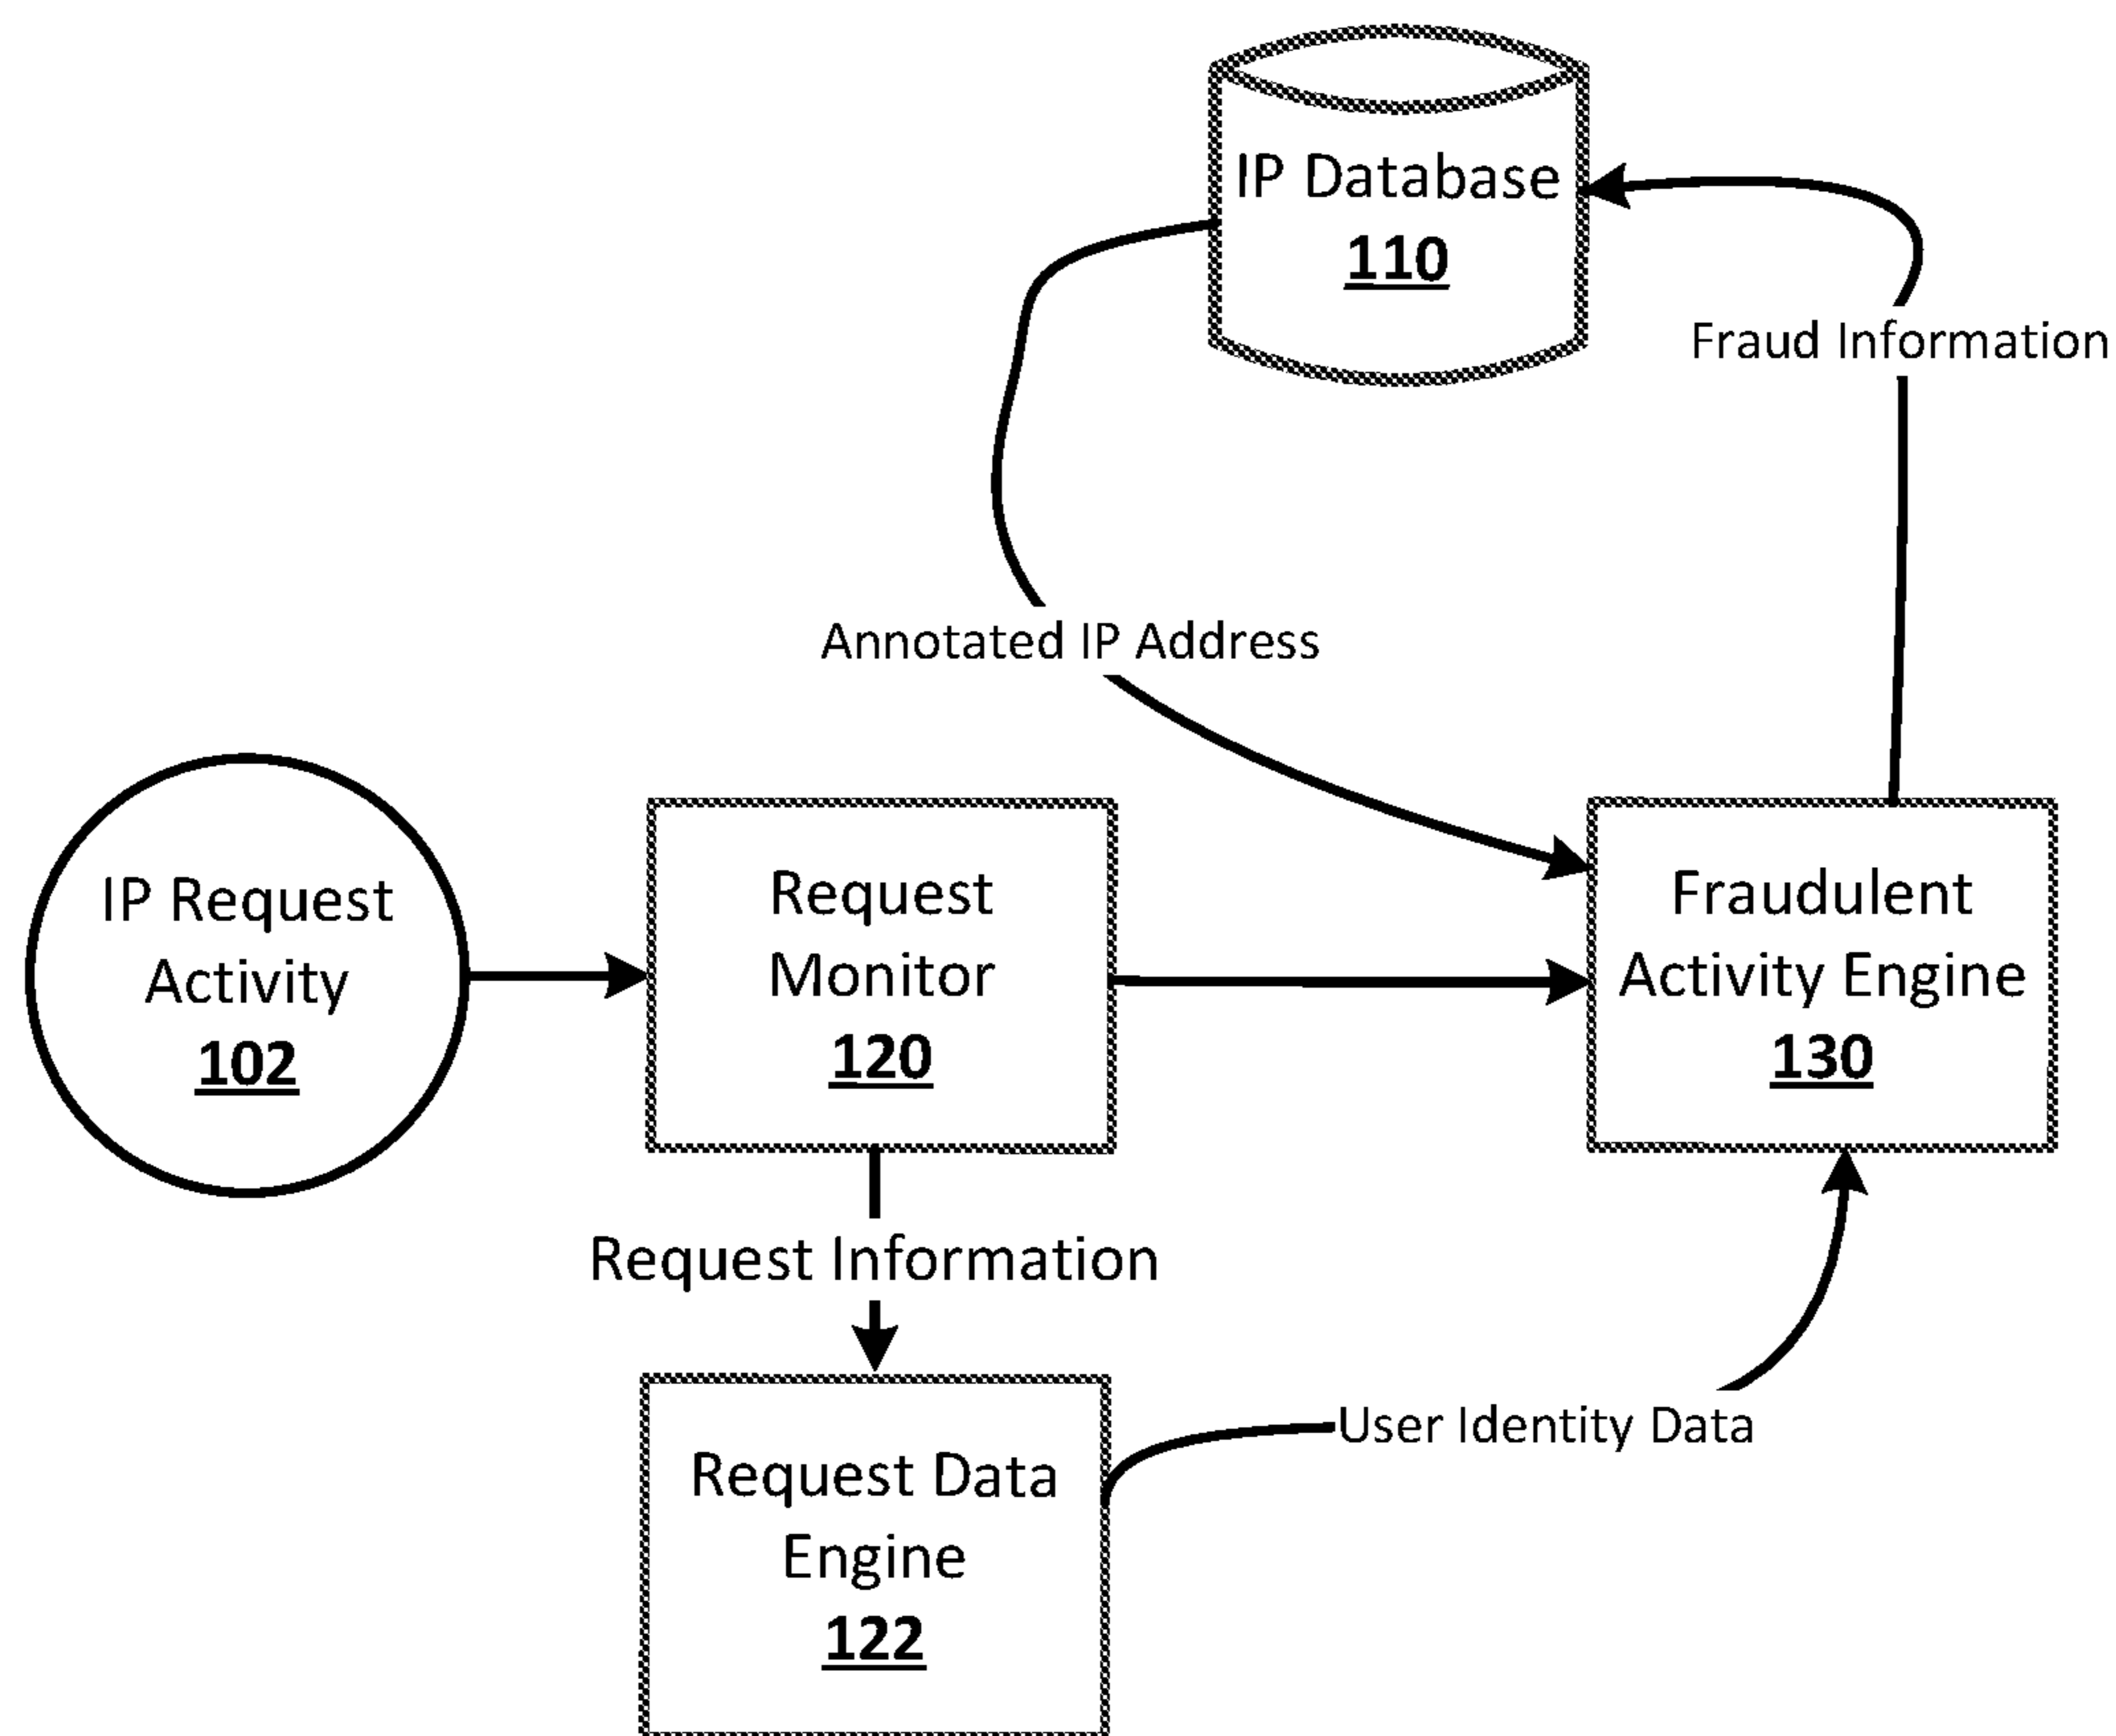 IP Database
110
Fraud Information
Annotated IP Address
IP Request
Activity
102
Request
Monitor
120
Fraudulent
Activity Engine
130
Request Information
User Identity Data
Request Data
Engine
122